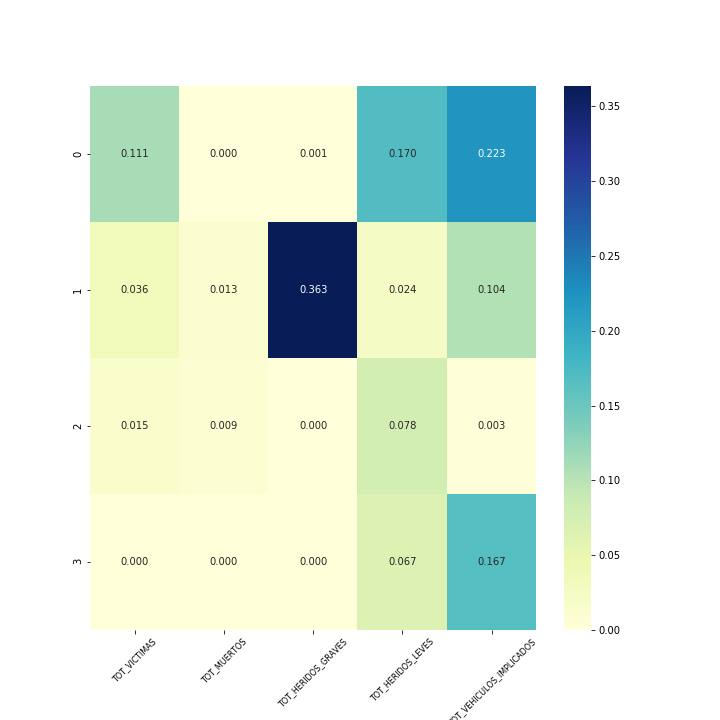 0.35
0.111 0.000 0.001 0.170 0.223
0
0.30
0.25
1 0.036 0.013 0.363 0.024 0.104
0.20
0.15
2 0.015 0.009 0.000 0.078 0.003
0.10
0.05
3 0.000 0.000 0.000 0.067 0.167
0.00
TOT_VICTIMAS
TOT_MUERTOS
TOT_HERIDOS_GRAVES
TOT_HERIDOS_LEVES
OT_VEHICULOS_IMPLICADOS